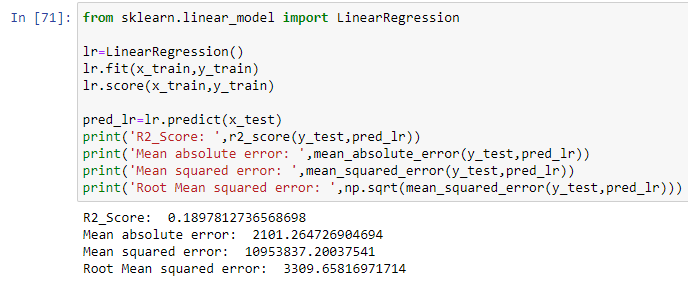 In [71]: from sklearn.linear_model import LinearRegression
lr=LinearRegression()
lr.fit(x_train,y_train)
lr.score(x_train,y_train)
pred_lr=lr.predict(x_test)
print('R2_Score: ',r2_score(y_test,pred_lr))
print('Mean absolute error: ',mean_absolute_error(y_test,pred_lr))
print('Mean squared error: ',mean_squared_error(y_test,pred_lr))
print('Root Mean squared error: ',np.sqrt(mean_squared_error(y_test,pred_lr)))
R2_Score:  0.1897812736568698
Mean absolute error:  2101.264726904694
Mean squared error:  10953837.20037541
Root Mean squared error:  3309.65816971714